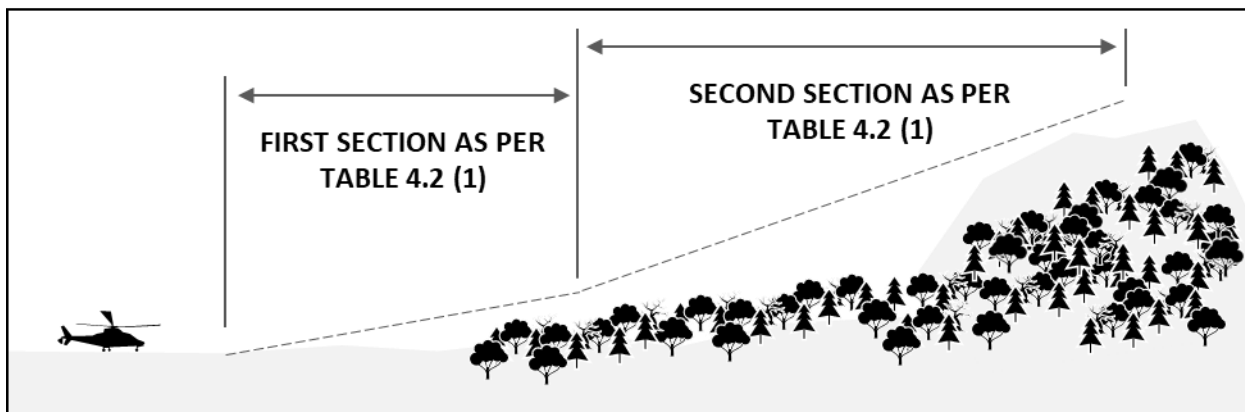 FIRST SECTION AS PER
TABLE 4.2 (1)
SECOND SECTION AS PER
TABLE 4.2 (1)